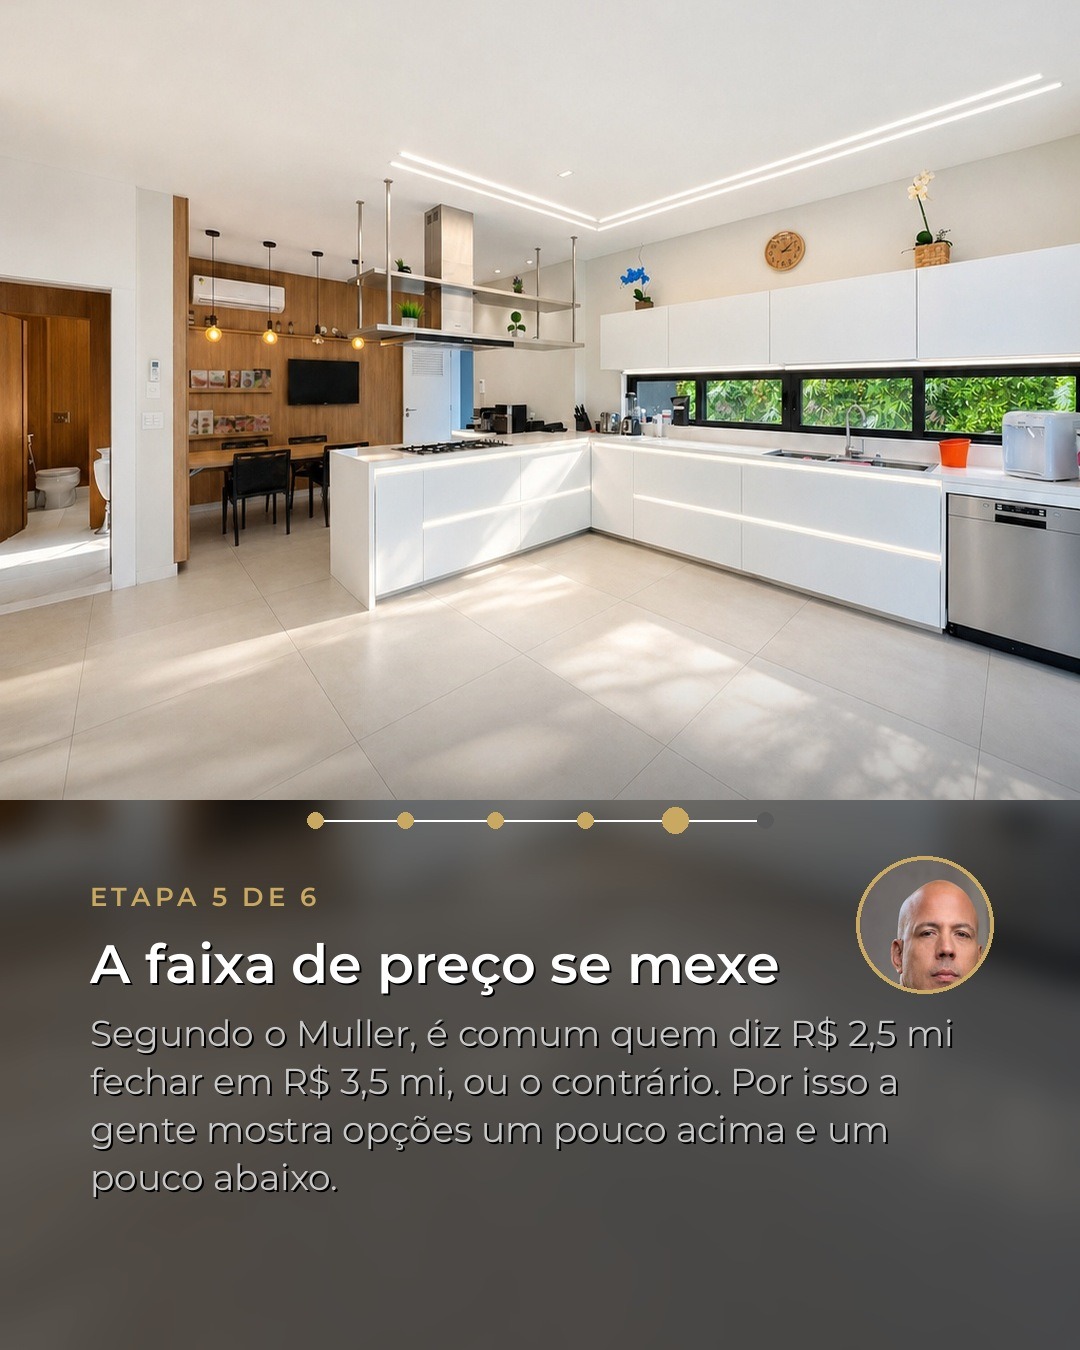 ETAPA 5 DE 6
A faixa de preço se mexe
Segundo o Muller, é comum quem diz R$ 2,5 mi
fechar em R$ 3,5 mi, ou o contrário. Por isso a
gente mostra opções um pouco acima e um
pouco abaixo.